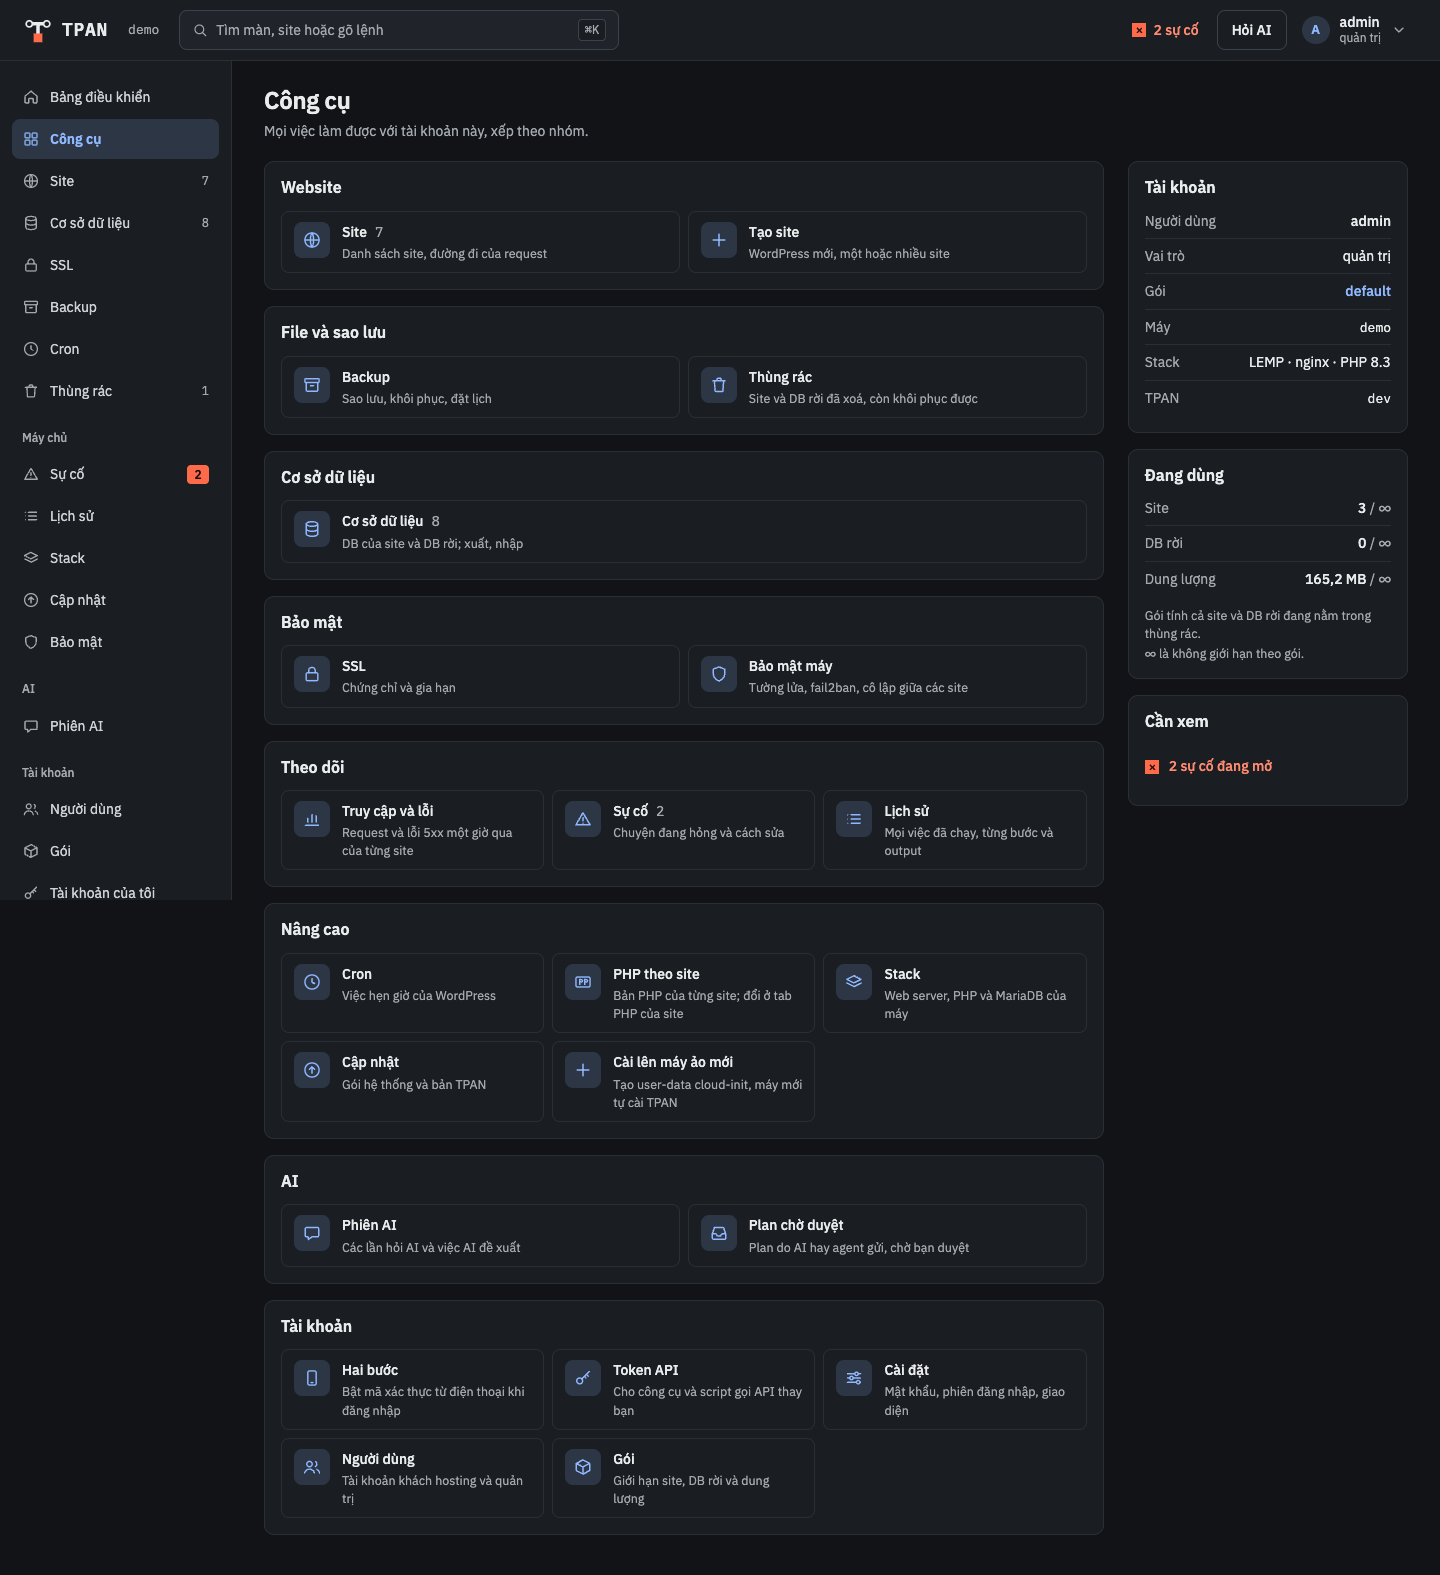 TPAN
demo
Tìm màn, site hoặc gõ lệnh
⌘K
2 sự cố
Hỏi AI
A
admin
quản trị
Bảng điều khiển
Công cụ
Site 7
Cơ sở dữ liệu 8
SSL
Backup
Cron
Thùng rác 1
Máy chủ
Sự cố 2
Lịch sử
Stack
Cập nhật
Bảo mật
AI
Phiên AI
Tài khoản
Người dùng
Gói
Tài khoản của tôi
Công cụ
Mọi việc làm được với tài khoản này, xếp theo nhóm.
Website
Site 7
Danh sách site, đường đi của request
Tạo site
WordPress mới, một hoặc nhiều site
File và sao lưu
Backup
Sao lưu, khôi phục, đặt lịch
Thùng rác
Site và DB rời đã xoá, còn khôi phục được
Cơ sở dữ liệu
Cơ sở dữ liệu 8
DB của site và DB rời; xuất, nhập
Bảo mật
SSL
Chứng chỉ và gia hạn
Bảo mật máy
Tường lửa, fail2ban, cô lập giữa các site
Theo dõi
Truy cập và lỗi
Request và lỗi 5xx một giờ qua
của từng site
Sự cố 2
Chuyện đang hỏng và cách sửa
Lịch sử
Mọi việc đã chạy, từng bước và
output
Nâng cao
Cron
Việc hẹn giờ của WordPress
PHP theo site
Bản PHP của từng site; đổi ở tab
PHP của site
Stack
Web server, PHP và MariaDB của
máy
Cập nhật
Gói hệ thống và bản TPAN
Cài lên máy ảo mới
Tạo user-data cloud-init, máy mới
tự cài TPAN
AI
Phiên AI
Các lần hỏi AI và việc AI đề xuất
Plan chờ duyệt
Plan do AI hay agent gửi, chờ bạn duyệt
Tài khoản
Hai bước
Bật mã xác thực từ điện thoại khi
đăng nhập
Token API
Cho công cụ và script gọi API thay
bạn
Cài đặt
Mật khẩu, phiên đăng nhập, giao
diện
Người dùng
Tài khoản khách hosting và quản
trị
Gói
Giới hạn site, DB rời và dung
lượng
Tài khoản
Người dùng admin
Vai trò quản trị
Gói default
Máy demo
Stack LEMP · nginx · PHP 8.3
TPAN dev
Đang dùng
Site 3 / ∞
DB rời 0 / ∞
Dung lượng 165,2 MB / ∞
Gói tính cả site và DB rời đang nằm trong
thùng rác.
∞ là không giới hạn theo gói.
Cần xem
2 sự cố đang mở